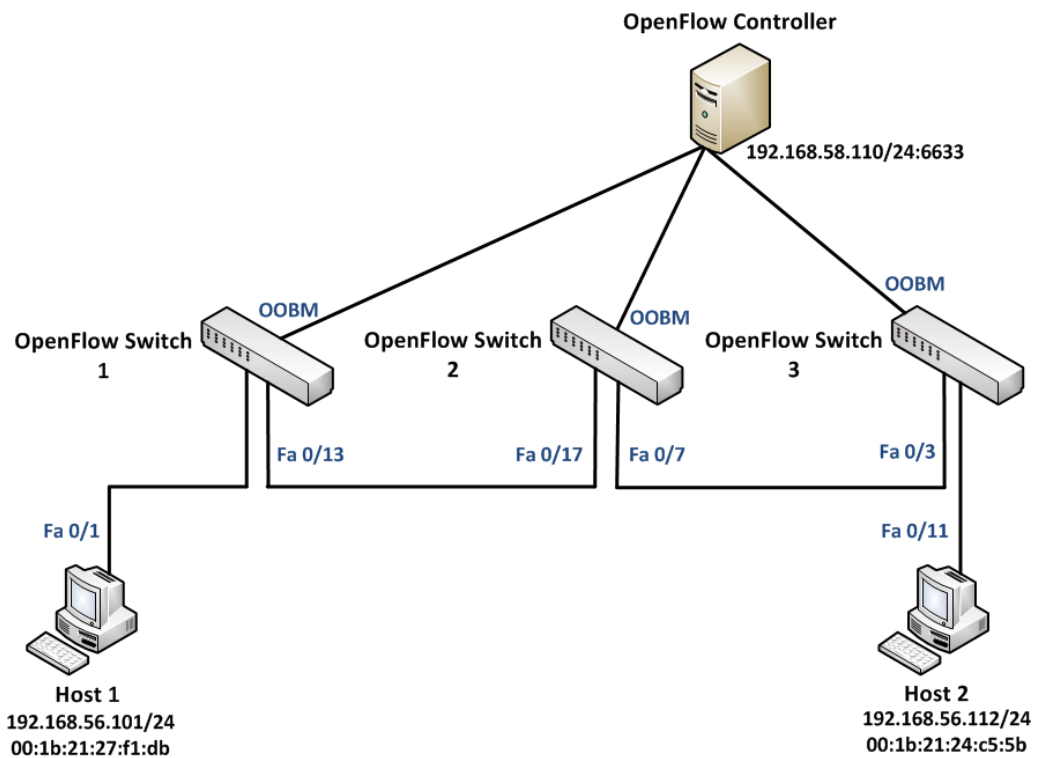 OpenFlow Controller
192.168.58.110/24:6633
OOBM
OpenFlow Switch
1
OOBM
OpenFlow Switch
2
OOBM
OpenFlow Switch
3
Fa 0/13
Fa 0/17
Fa 0/7
Fa 0/3
Fa 0/1
Fa 0/11
Host 1
192.168.56.101/24
00:1b:21:27:f1:db
Host 2
192.168.56.112/24
00:1b:21:24:c5:5b